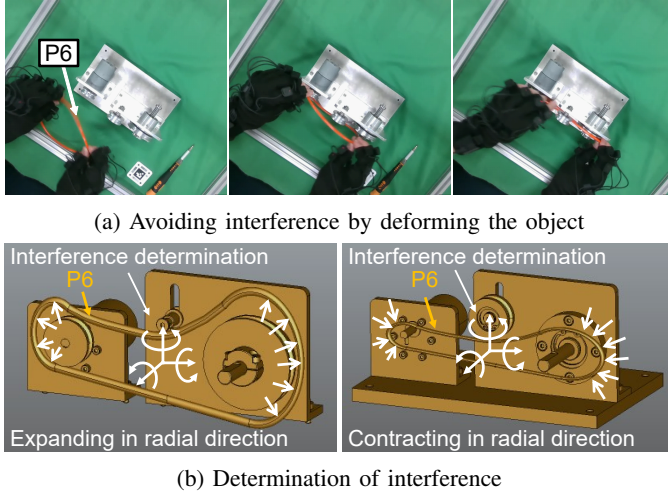 P6
(a) Avoiding interference by deforming the object
Interference determination
P6
Expanding in radial direction
Interference determination
P6
Contracting in radial direction
(b) Determination of interference